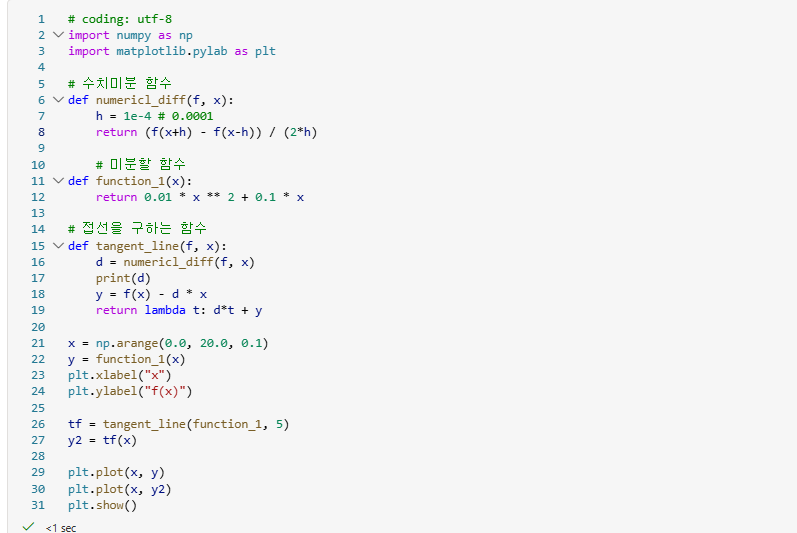 1 # coding: utf-8
2 import numpy as np
3 import matplotlib.pylab as plt
4
5 # 수치미분 함수
6 def numericl_diff(f, x):
7     h = 1e-4 # 0.0001
8     return (f(x+h) - f(x-h)) / (2*h)
9
10     # 미분할 함수
11 def function_1(x):
12     return 0.01 * x ** 2 + 0.1 * x
13
14 # 접선을 구하는 함수
15 def tangent_line(f, x):
16     d = numericl_diff(f, x)
17     print(d)
18     y = f(x) - d * x
19     return lambda t: d*t + y
20
21 x = np.arange(0.0, 20.0, 0.1)
22 y = function_1(x)
23 plt.xlabel("x")
24 plt.ylabel("f(x)")
25
26 tf = tangent_line(function_1, 5)
27 y2 = tf(x)
28
29 plt.plot(x, y)
30 plt.plot(x, y2)
31 plt.show()
<1 sec